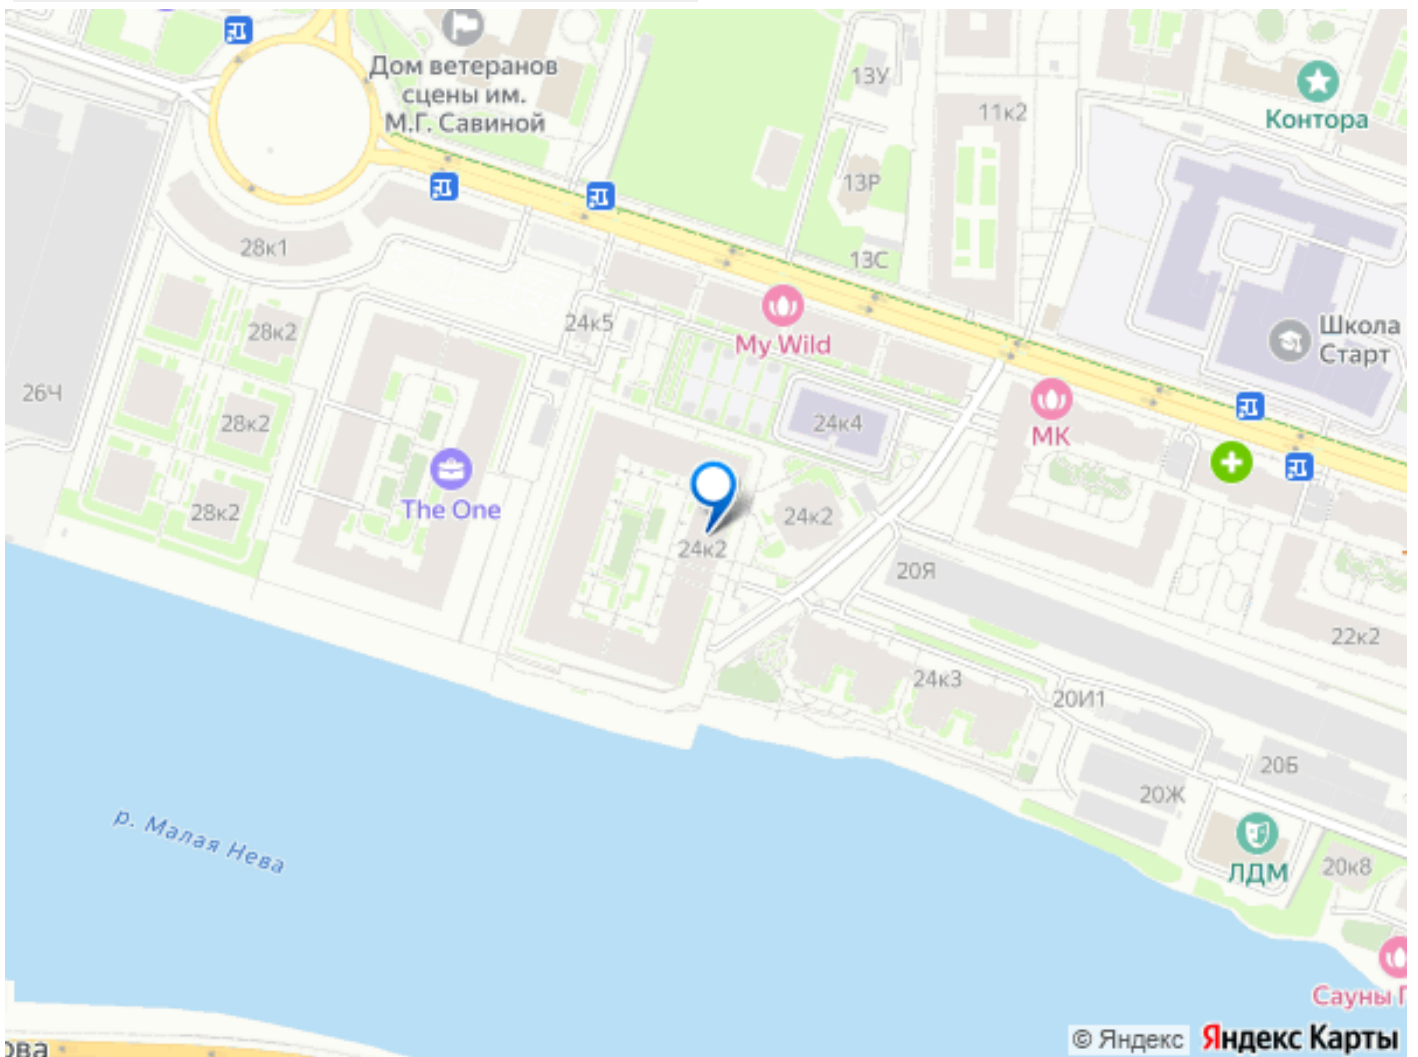 Дом ветеранов
сцены им.
М.Г. Савиной
13У
11к2
Контора
13Р
28к1
13С
My Wild
24к5
28к2
Школа
Старт
26Ч
28к2
24к4
МК
The One
28к2
24к2
24к2
20Я
22к2
24к3
20И1
20Б
20Ж
р. Малая Нева
ЛДМ
20к8
Сауны
© Яндекс Яндекс Карты